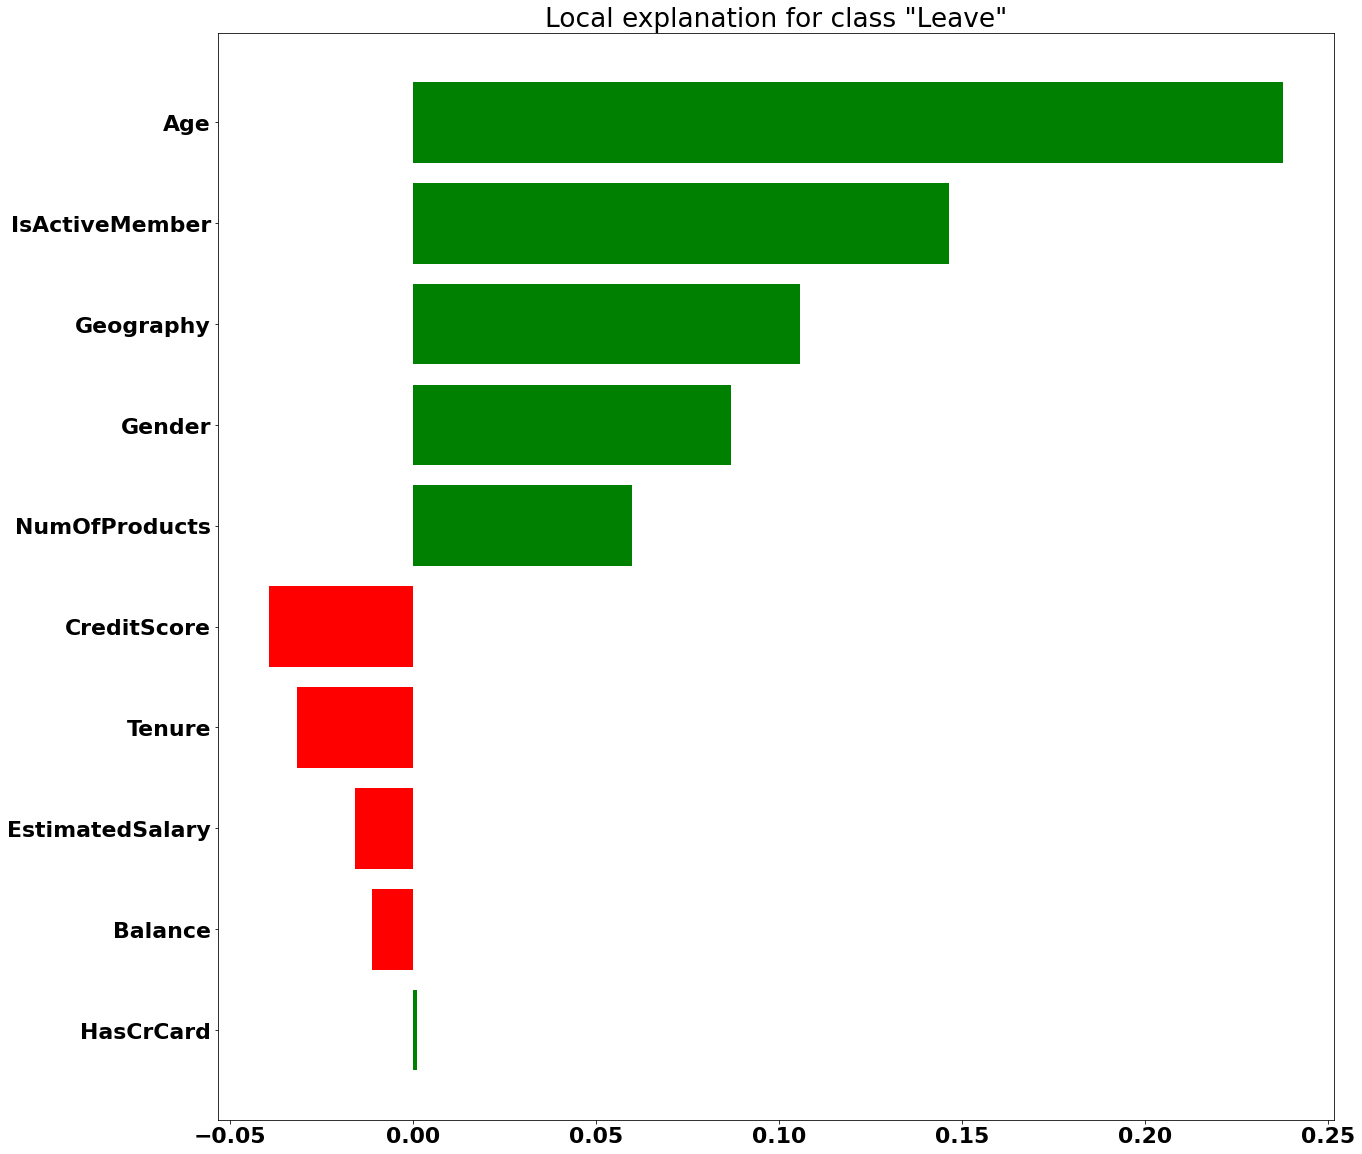 Local explanation for class "Leave"
Age
IsActiveMember
Geography
Gender
NumOfProducts
CreditScore
Tenure
EstimatedSalary
Balance
HasCrCard
−0.05 0.00 0.05 0.10 0.15 0.20 0.25